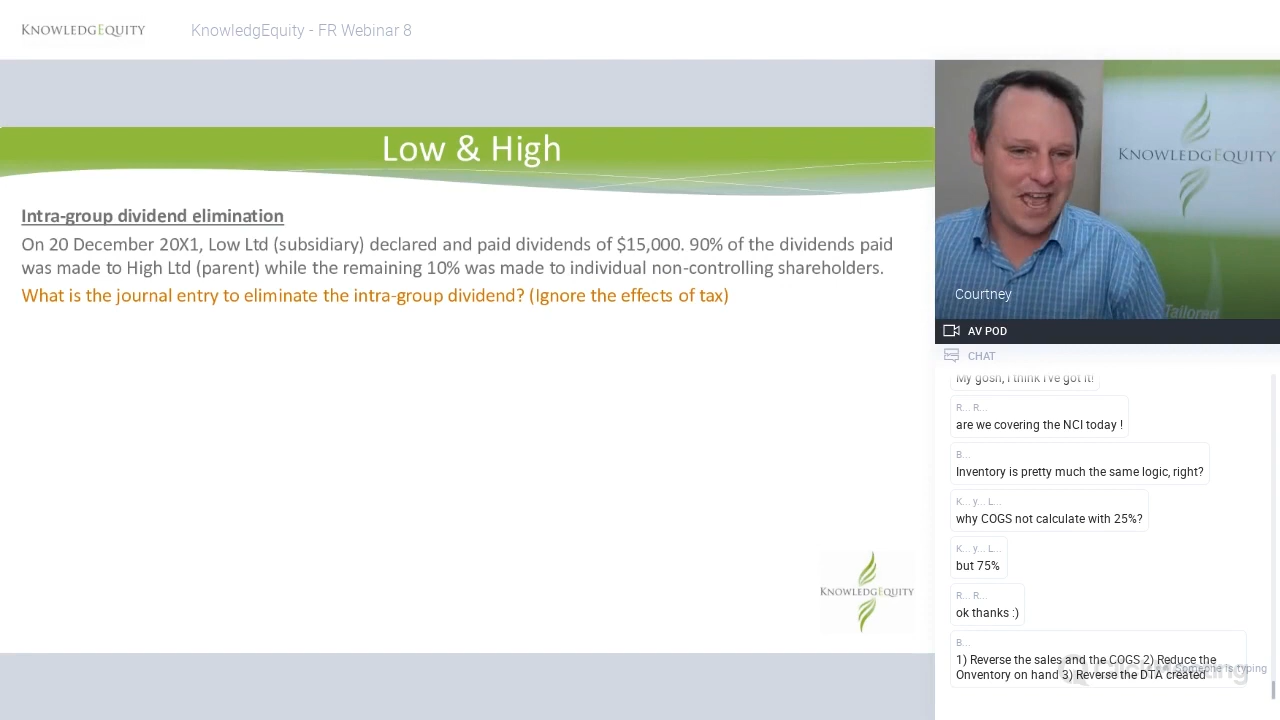 KNOWLEDGEQUITY
KnowledgEquity - FR Webinar 8
Low & High
Intra-group dividend elimination
On 20 December 20X1, Low Ltd (subsidiary) declared and paid dividends of $15,000. 90% of the dividends paid
was made to High Ltd (parent) while the remaining 10% was made to individual non-controlling shareholders.
What is the journal entry to eliminate the intra-group dividend? (Ignore the effects of tax)
KNOWLEDGEQUITY
KNOWLEDGEQUITY
Tailored
Courtney
AV POD
CHAT
My gosh, I think I've got it!
R... R...
are we covering the NCI today !
B...
Inventory is pretty much the same logic, right?
K... y... L...
why COGS not calculate with 25%?
K... y... L...
but 75%
R... R...
ok thanks :)
B...
1) Reverse the sales and the COGS 2) Reduce the
Onventory on hand 3) Reverse the DTA created
Someone is typing